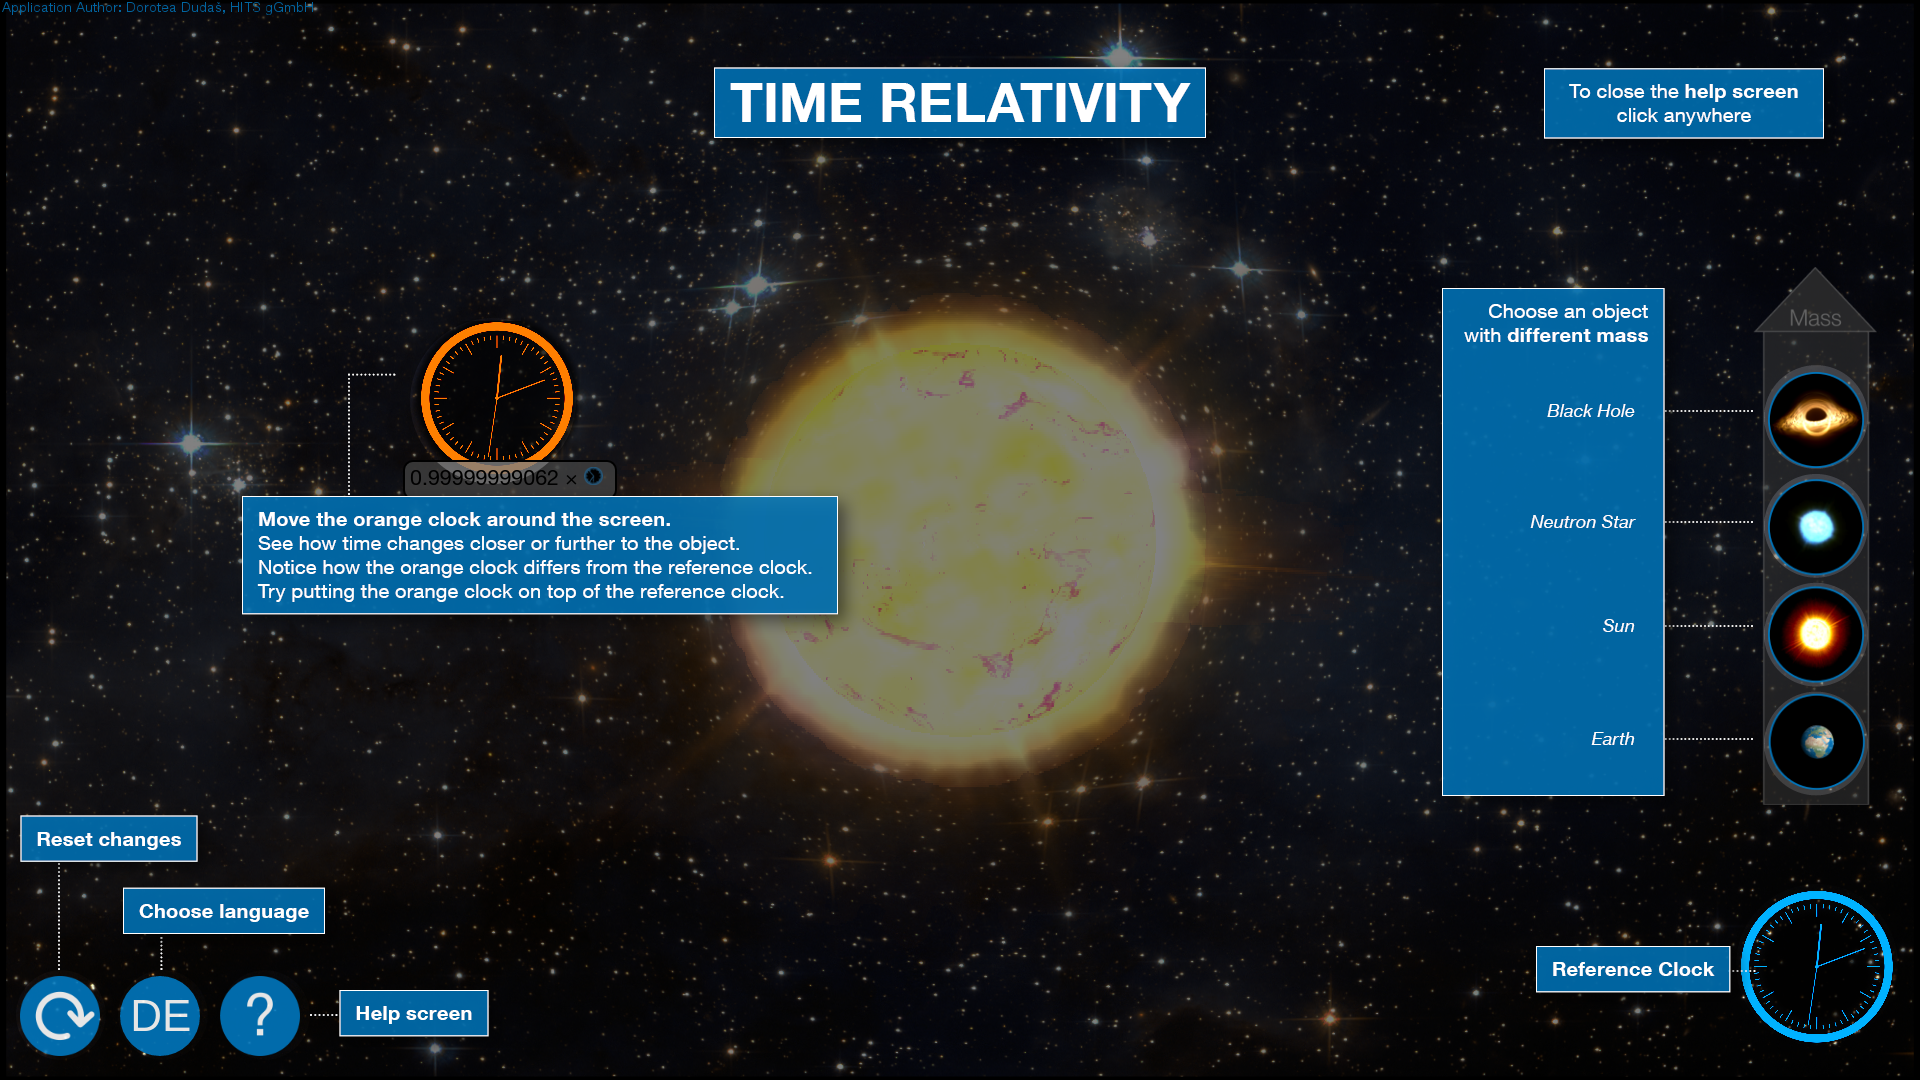 Application Author: Dorotea Dudaš, HITS gGmbH
TIME RELATIVITY
To close the help screen
click anywhere
Choose an object
with different mass
Mass
Black Hole
Neutron Star
Sun
Earth
0.99999999062 ×
Move the orange clock around the screen.
See how time changes closer or further to the object.
Notice how the orange clock differs from the reference clock.
Try putting the orange clock on top of the reference clock.
Reset changes
Choose language
DE
?
Help screen
Reference Clock